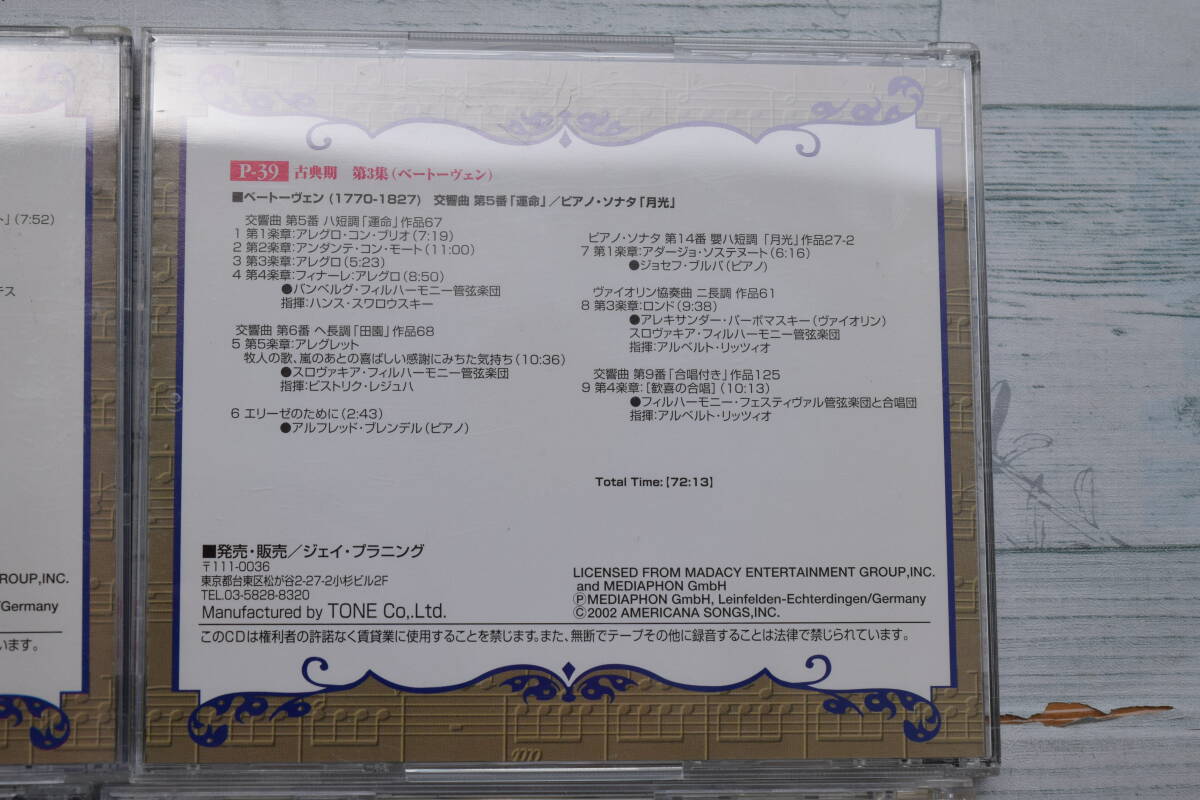 ト」(7:52)
テス
ROUP,INC.
/Germany
います。
P-39 古典期 第3集(ベートーヴェン)
■ベートーヴェン(1770-1827) 交響曲 第5番「運命」/ピアノ・ソナタ「月光」
交響曲 第5番 ハ短調「運命」作品67
1 第1楽章:アレグロ・コン・ブリオ(7:19)
2 第2楽章:アンダンテ・コン・モート(11:00)
3 第3楽章:アレグロ(5:23)
4 第4楽章:フィナーレ:アレグロ(8:50)
●バンベルグ・フィルハーモニー管弦楽団
指揮:ハンス・スワロウスキー
交響曲 第6番 ヘ長調「田園」作品68
5 第5楽章:アレグレット
牧人の歌、嵐のあとの喜ばしい感謝にみちた気持ち(10:36)
●スロヴァキア・フィルハーモニー管弦楽団
指揮:ビストリク・レジュハ
6 エリーゼのために(2:43)
●アルフレッド・ブレンデル(ピアノ)
ピアノ・ソナタ 第14番 嬰ハ短調「月光」作品27-2
7 第1楽章:アダージョ・ソステヌート(6:16)
●ジョセフ・ブルバ(ピアノ)
ヴァイオリン協奏曲 ニ長調 作品61
8 第3楽章:ロンド(9:38)
●アレキサンダー・バーボマスキー(ヴァイオリン)
スロヴァキア・フィルハーモニー管弦楽団
指揮:アルベルト・リッツィオ
交響曲 第9番「合唱付き」作品125
9 第4楽章:[歓喜の合唱](10:13)
●フィルハーモニー・フェスティヴァル管弦楽団と合唱団
指揮:アルベルト・リッツィオ
Total Time:[72:13]
■発売・販売/ジェイ・プラニング
〒111-0036
東京都台東区松が谷2-27-2小杉ビル2F
TEL.03-5828-8320
Manufactured by TONE Co,.Ltd.
LICENSED FROM MADACY ENTERTAINMENT GROUP,INC.
and MEDIAPHON GmbH
ⓟMEDIAPHON GmbH, Leinfelden-Echterdingen/Germany
©2002 AMERICANA SONGS,INC.
このCDは権利者の許諾なく賃貸業に使用することを禁じます。また、無断でテープその他に録音することは法律で禁じられています。